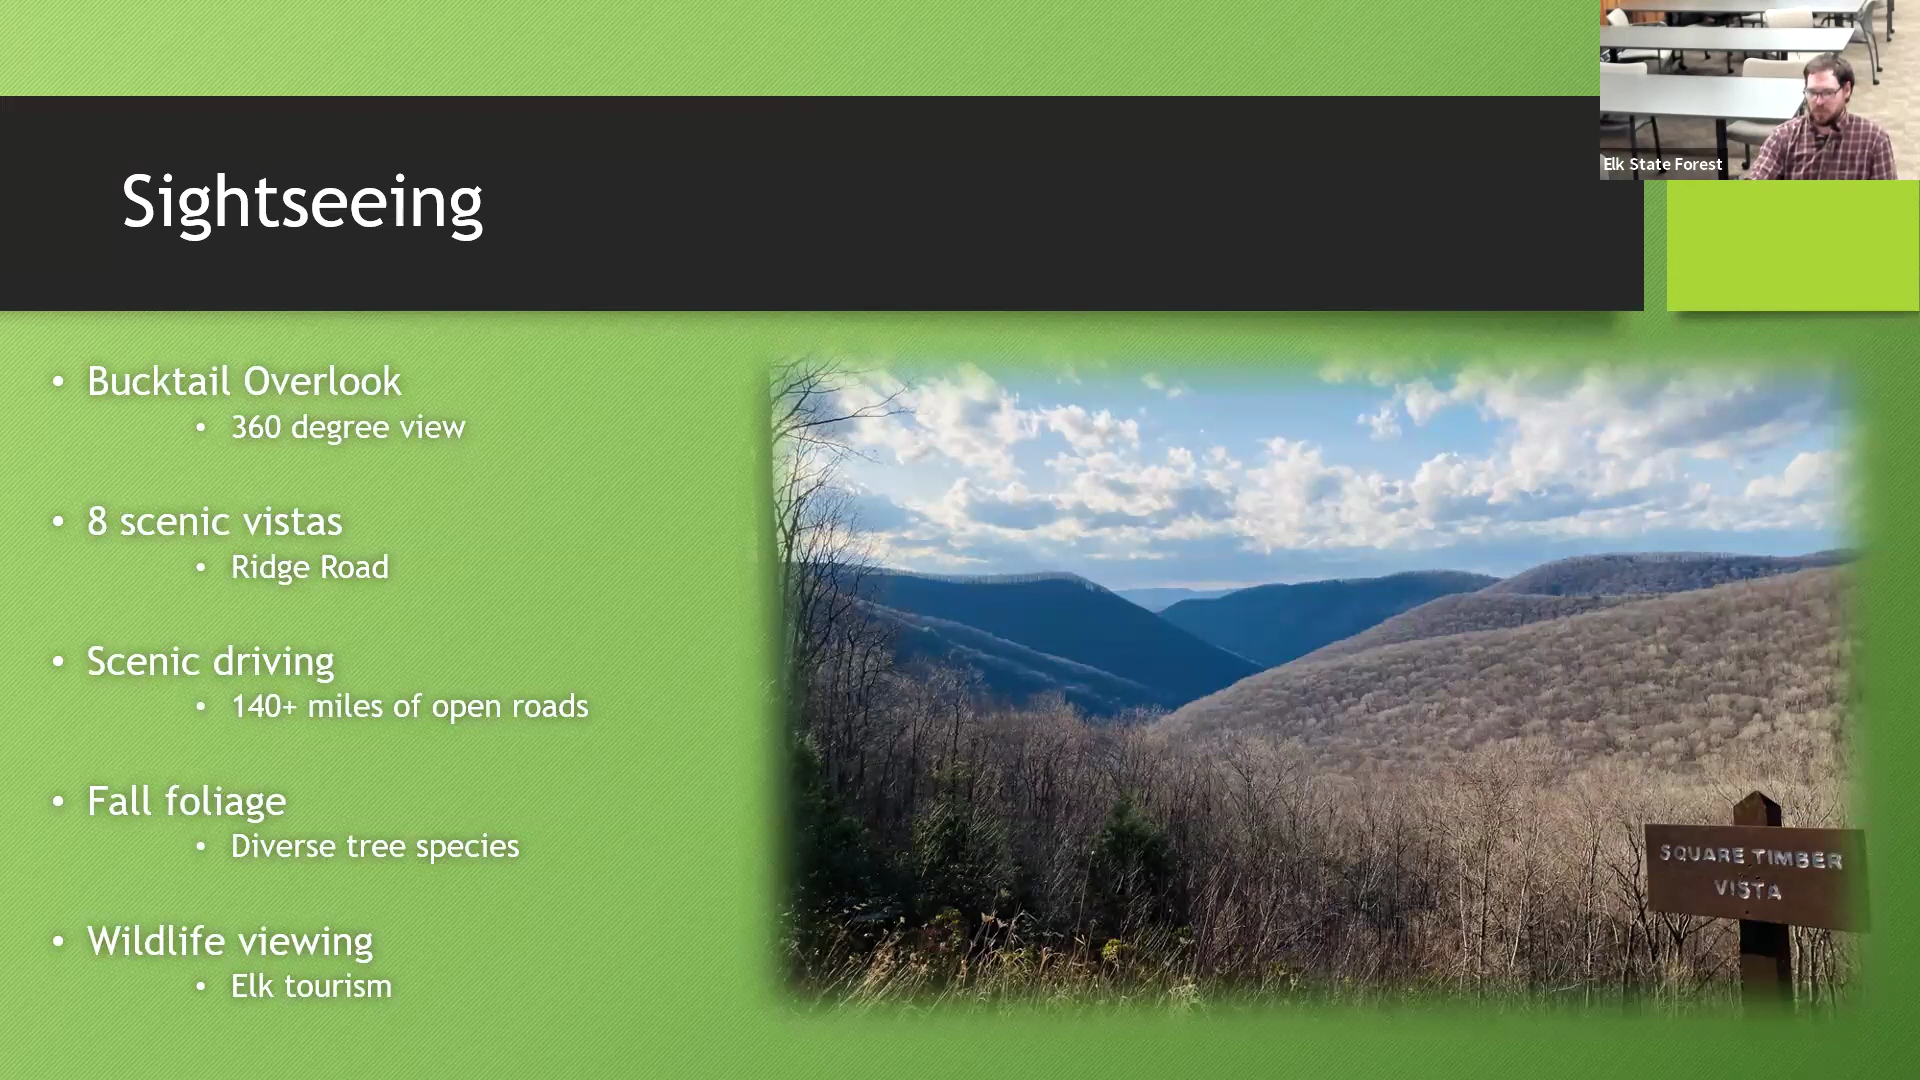 Elk State Forest
Sightseeing
• Bucktail Overlook
• 360 degree view
• 8 scenic vistas
• Ridge Road
• Scenic driving
• 140+ miles of open roads
• Fall foliage
• Diverse tree species
• Wildlife viewing
• Elk tourism
SQUARE TIMBER
VISTA